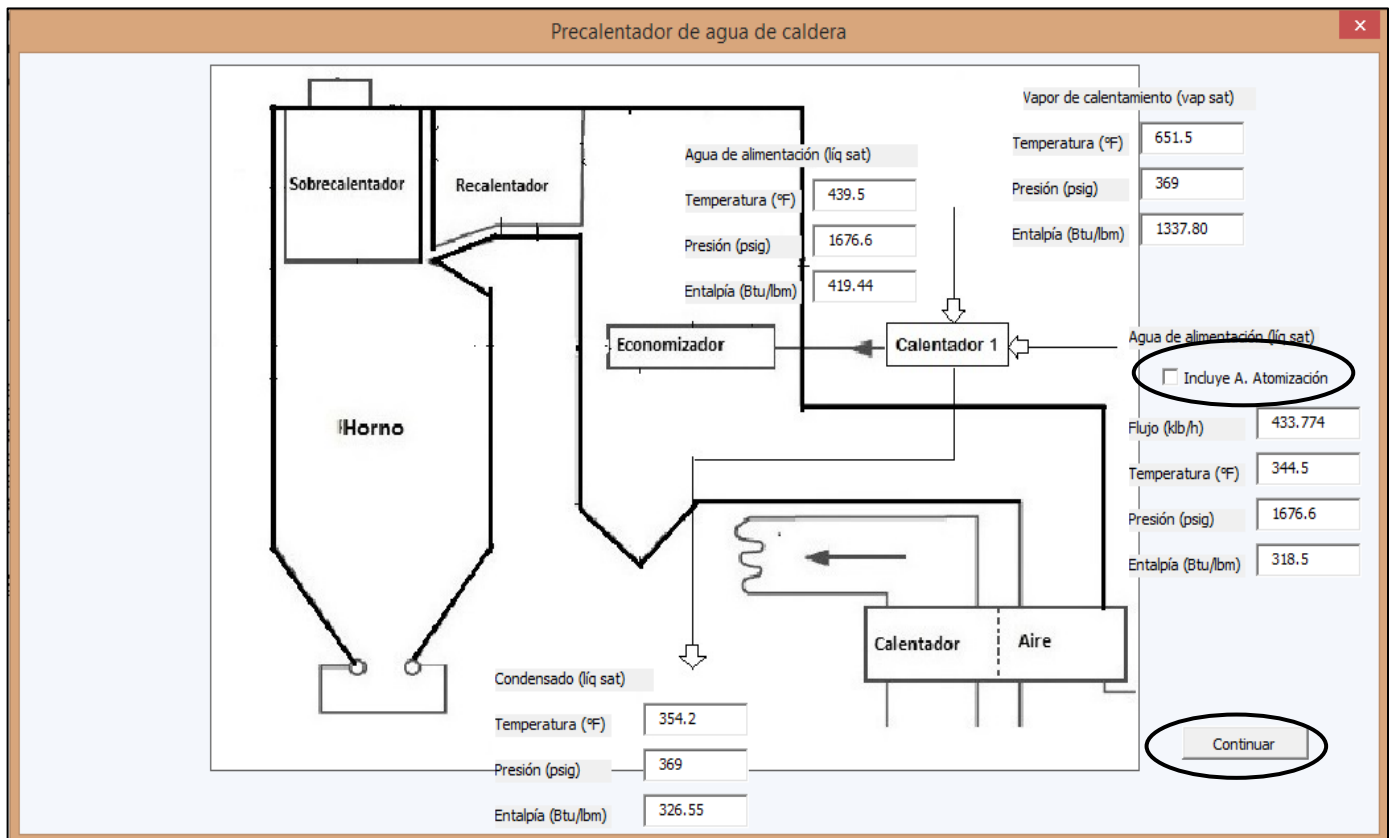 Precalentador de agua de caldera
x
Vapor de calentamiento (vap sat)
Temperatura (ºF) 651.5
Presión (psig) 369
Entalpía (Btu/lbm) 1337.80
Agua de alimentación (líq sat)
Temperatura (ºF) 439.5
Presión (psig) 1676.6
Entalpía (Btu/lbm) 419.44
Sobrecalentador
Recalentador
Economizador
Calentador 1
Agua de alimentación (líq sat)
Incluye A. Atomización
Flujo (klb/h) 433.774
Temperatura (ºF) 344.5
Presión (psig) 1676.6
Entalpía (Btu/lbm) 318.5
Horno
Calentador
Aire
Condensado (líq sat)
Temperatura (ºF) 354.2
Presión (psig) 369
Entalpía (Btu/lbm) 326.55
Continuar